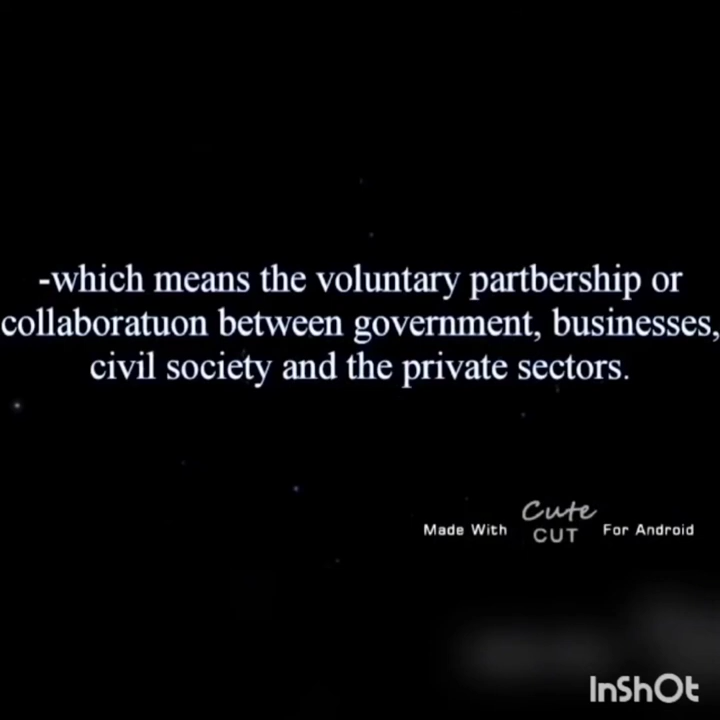 -which means the voluntary partbership or
collaboratuon between government, businesses,
civil society and the private sectors.
Cute
Made With CUT For Android
InShOt